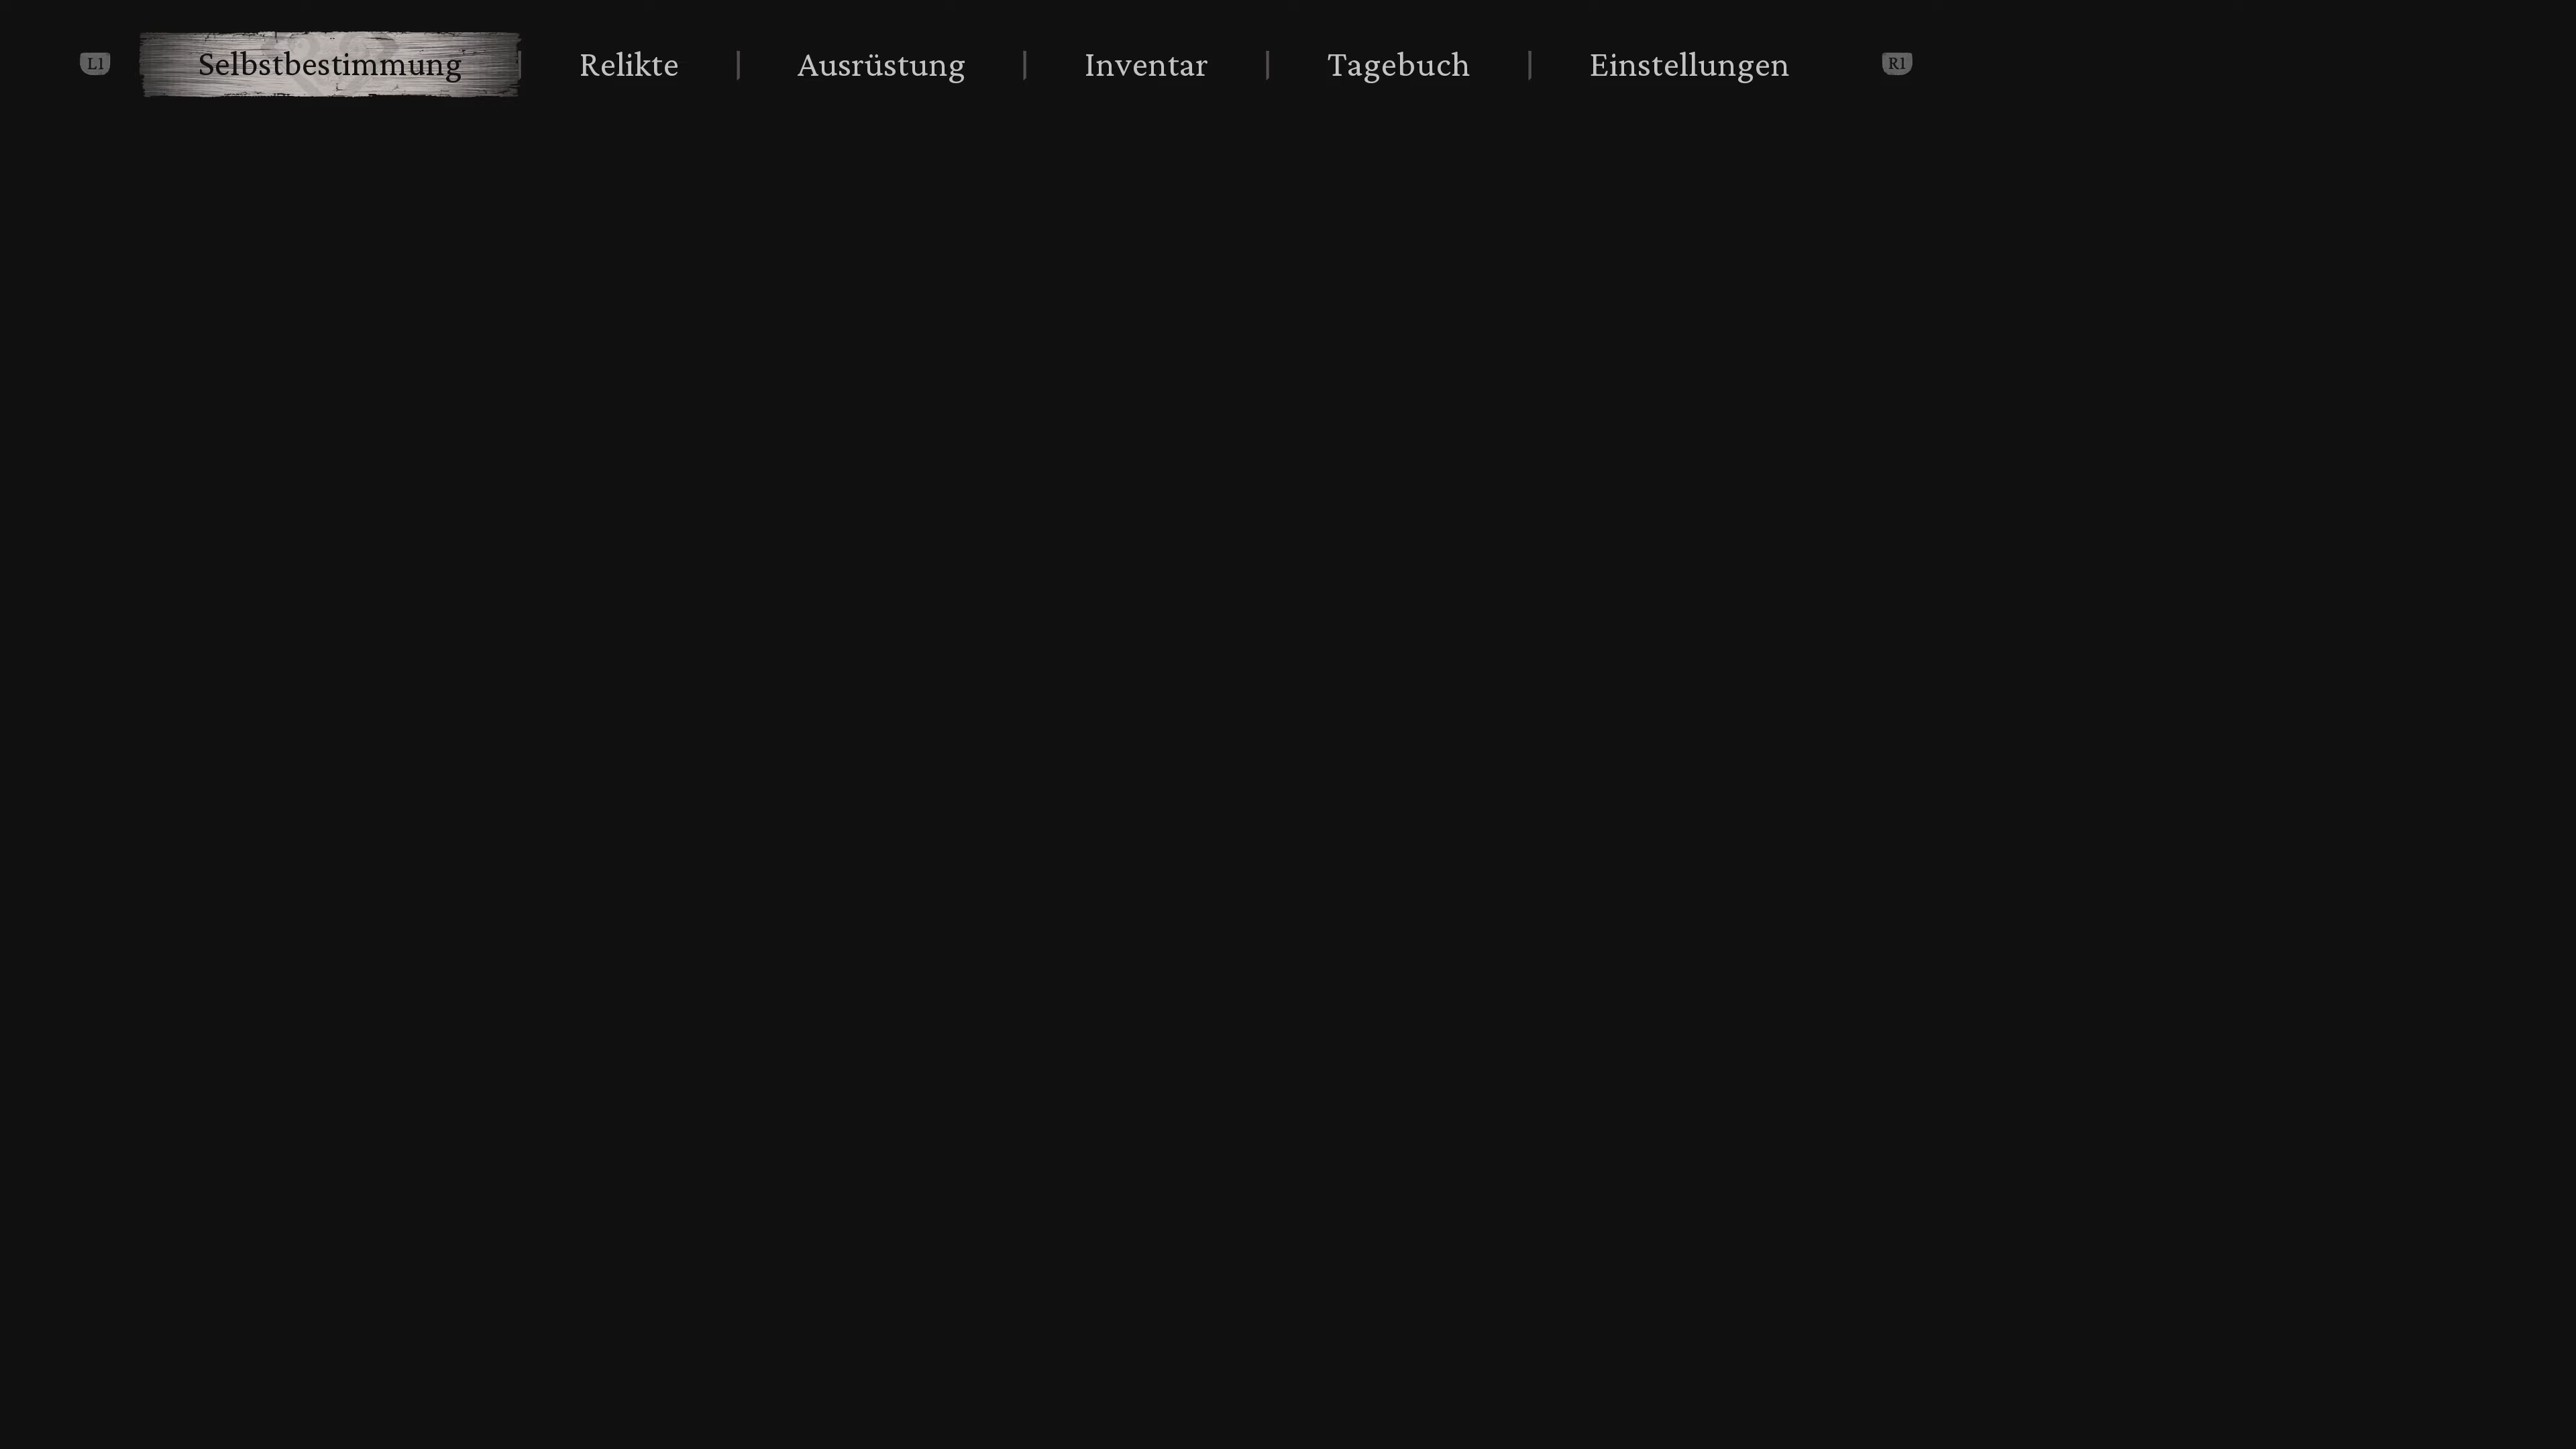 L1 Selbstbestimmung | Relikte | Ausrüstung | Inventar | Tagebuch | Einstellungen R1